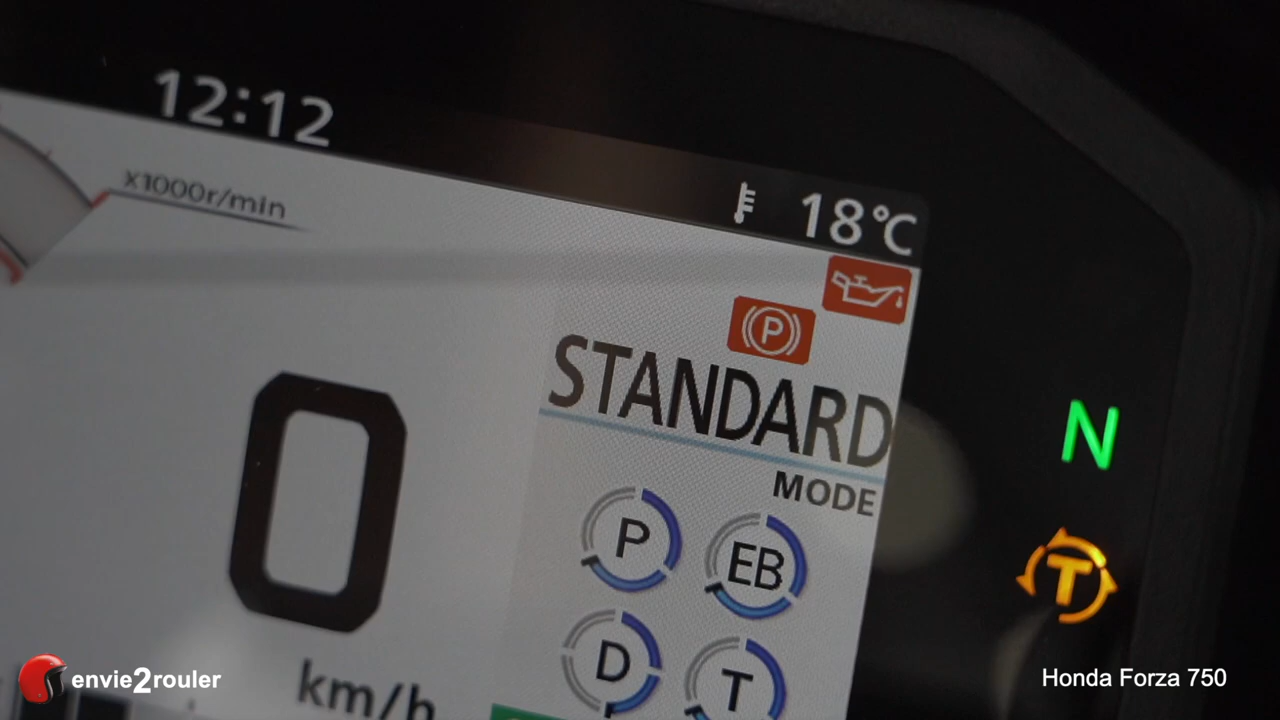 12:12
x1000r/min
18°C
P
STANDARD
MODE
0
N
P
EB
T
D
T
km/h
envie2rouler
Honda Forza 750